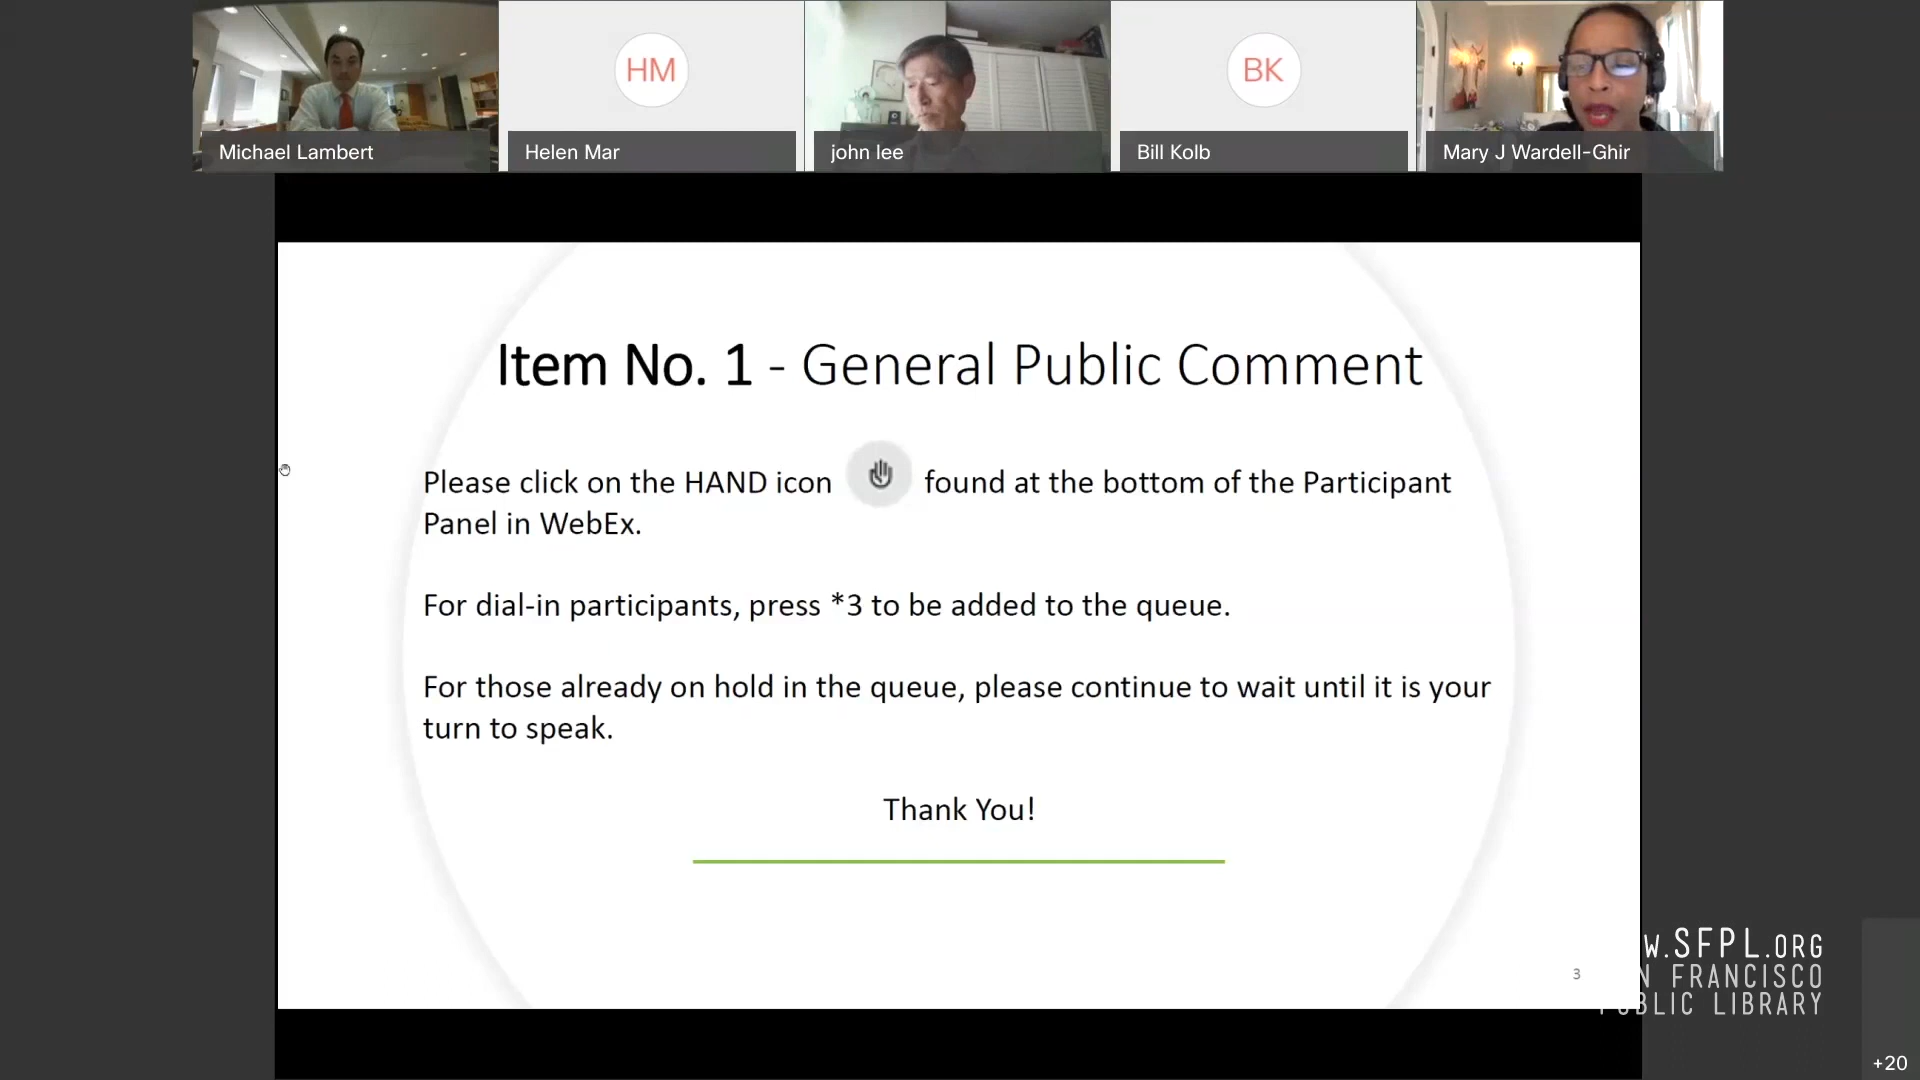 HM
BK
Michael Lambert
Helen Mar
john lee
Bill Kolb
Mary J Wardell-Ghir
Item No. 1 - General Public Comment
Please click on the HAND icon found at the bottom of the Participant
Panel in WebEx.
For dial-in participants, press *3 to be added to the queue.
For those already on hold in the queue, please continue to wait until it is your
turn to speak.
Thank You!
3
W.SFPL.ORG
N FRANCISCO
PUBLIC LIBRARY
+20